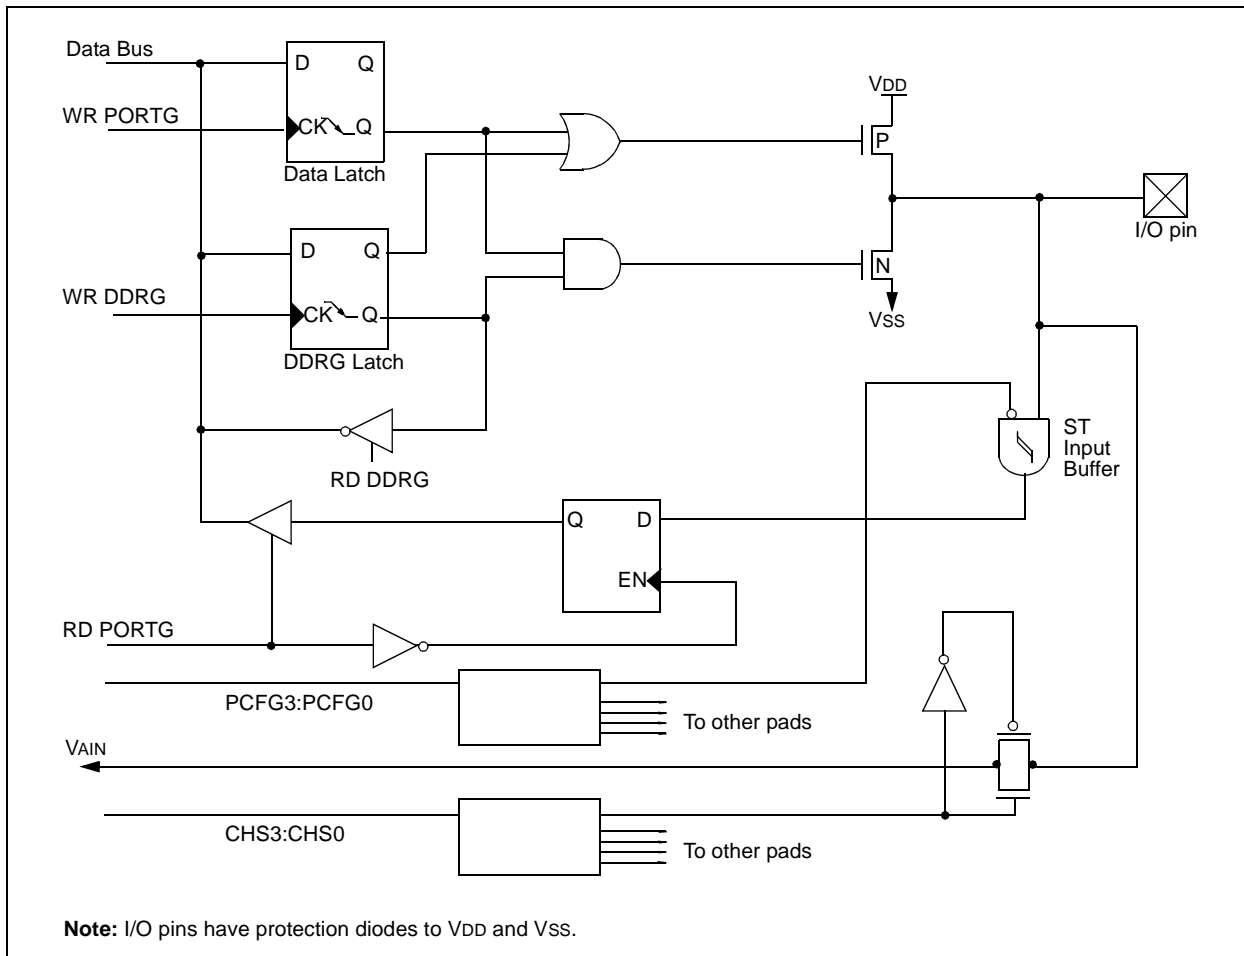 Data Bus
D Q
VDD
WR PORTG
CK Q
P
Data Latch
I/O pin
D Q
N
WR DDRG
CK Q
VSS
DDRG Latch
ST
Input
Buffer
RD DDRG
Q D
EN
RD PORTG
PCFG3:PCFG0
To other pads
VAIN
CHS3:CHS0
To other pads
Note: I/O pins have protection diodes to VDD and VSS.